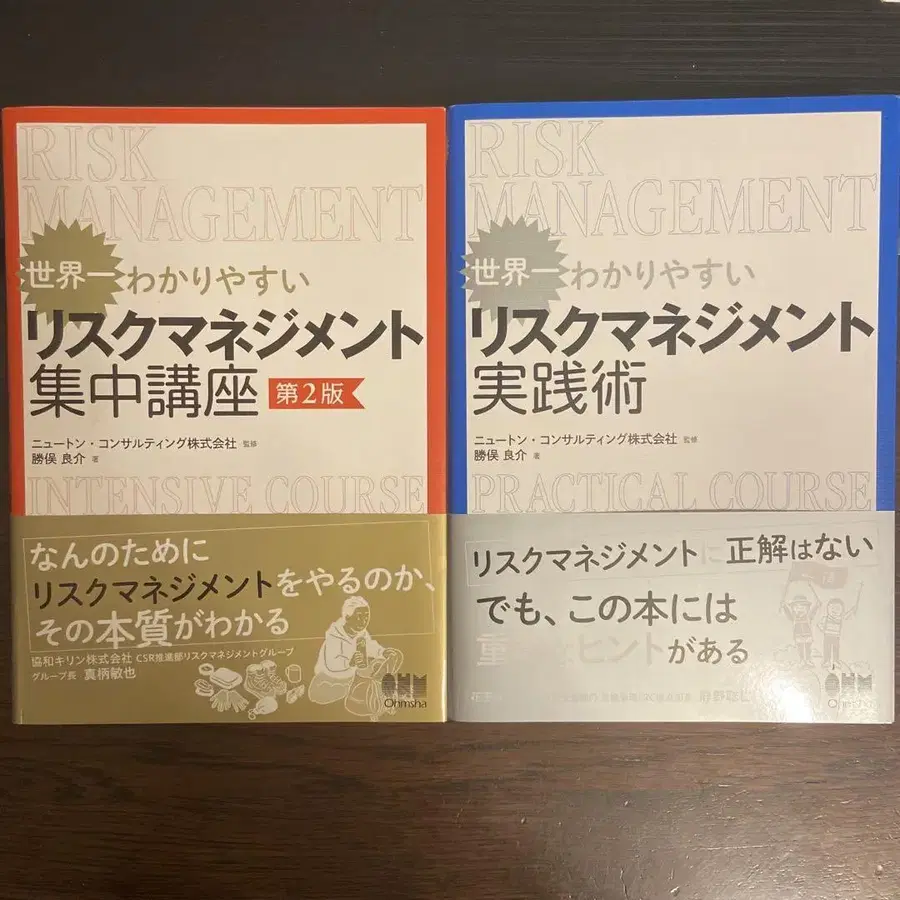 RISK
MANAGEMENT
世界一わかりやすい
リスクマネジメント
集中講座 第2版
ニュートン・コンサルティング株式会社 監修
勝俣 良介 著
INTENSIVE COURSE
なんのために
リスクマネジメントをやるのか、
その本質がわかる
協和キリン株式会社 CSR推進部リスクマネジメントグループ
グループ長 真柄敏也
OHM
Ohmsha
RISK
MANAGEMENT
世界一わかりやすい
リスクマネジメント
実践術
ニュートン・コンサルティング株式会社 監修
勝俣 良介 著
PRACTICAL COURSE
リスクマネジメントに正解はない
でも、この本には
重要なヒントがある
OHM
Ohmsha